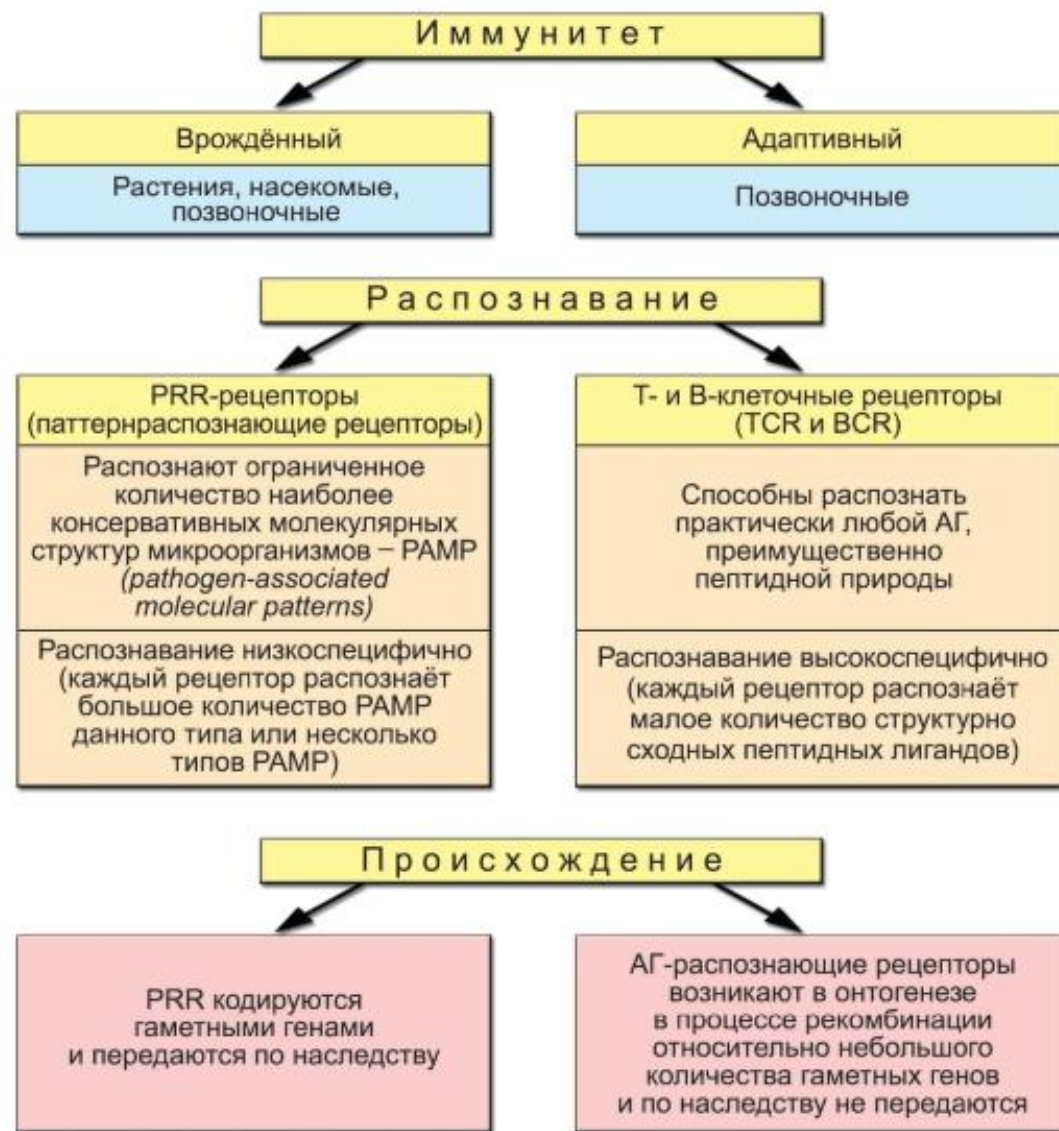 Иммунитет
Врождённый
Растения, насекомые,
позвоночные
Адаптивный
Позвоночные
Распознавание
PRR-рецепторы
(паттернраспознающие рецепторы)
Распознают ограниченное
количество наиболее
консервативных молекулярных
структур микроорганизмов – PAMP
(pathogen-associated
molecular patterns)
Распознавание низкоспецифично
(каждый рецептор распознаёт
большое количество PAMP
данного типа или несколько
типов PAMP)
Т- и В-клеточные рецепторы
(TCR и BCR)
Способны распознать
практически любой АГ,
преимущественно
пептидной природы
Распознавание высокоспецифично
(каждый рецептор распознаёт
малое количество структурно
сходных пептидных лигандов)
Происхождение
PRR кодируются
гаметными генами
и передаются по наследству
АГ-распознающие рецепторы
возникают в онтогенезе
в процессе рекомбинации
относительно небольшого
количества гаметных генов
и по наследству не передаются